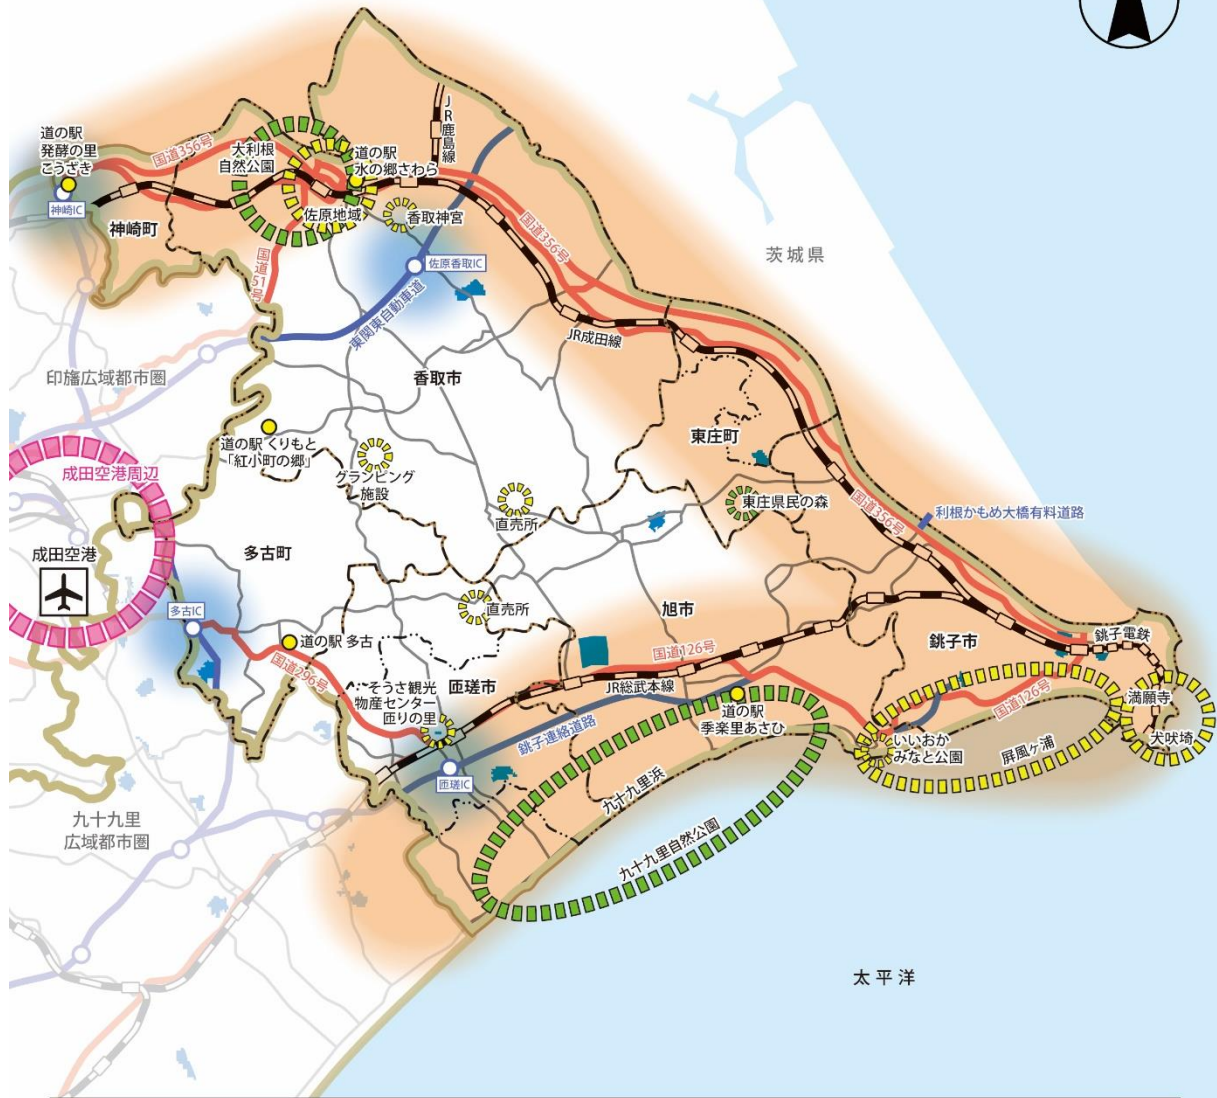 道の駅
発酵の里
こうざき
神崎IC
神崎町
国道356号
大利根
自然公園
JR鹿島線
道の駅
水の郷さわら
佐原地域
香取神宮
国道51号
佐原香取IC
東関東自動車道
国道356号
茨城県
JR成田線
印旛広域都市圏
香取市
道の駅 くりもと
「紅小町の郷」
グランピング
施設
東庄町
成田空港周辺
直売所
東庄県民の森
国道356号
利根かもめ大橋有料道路
成田空港
多古町
多古IC
道の駅 多古
直売所
旭市
国道296号
そうさ観光
物産センター
匝りの里
匝瑳市
国道126号
JR総武本線
銚子市
銚子電鉄
銚子連絡道路
道の駅
季楽里あさひ
国道126号
満願寺
犬吠埼
いいおか
みなと公園
屏風ケ浦
匝瑳IC
九十九里浜
九十九里自然公園
九十九里
広域都市圏
太平洋